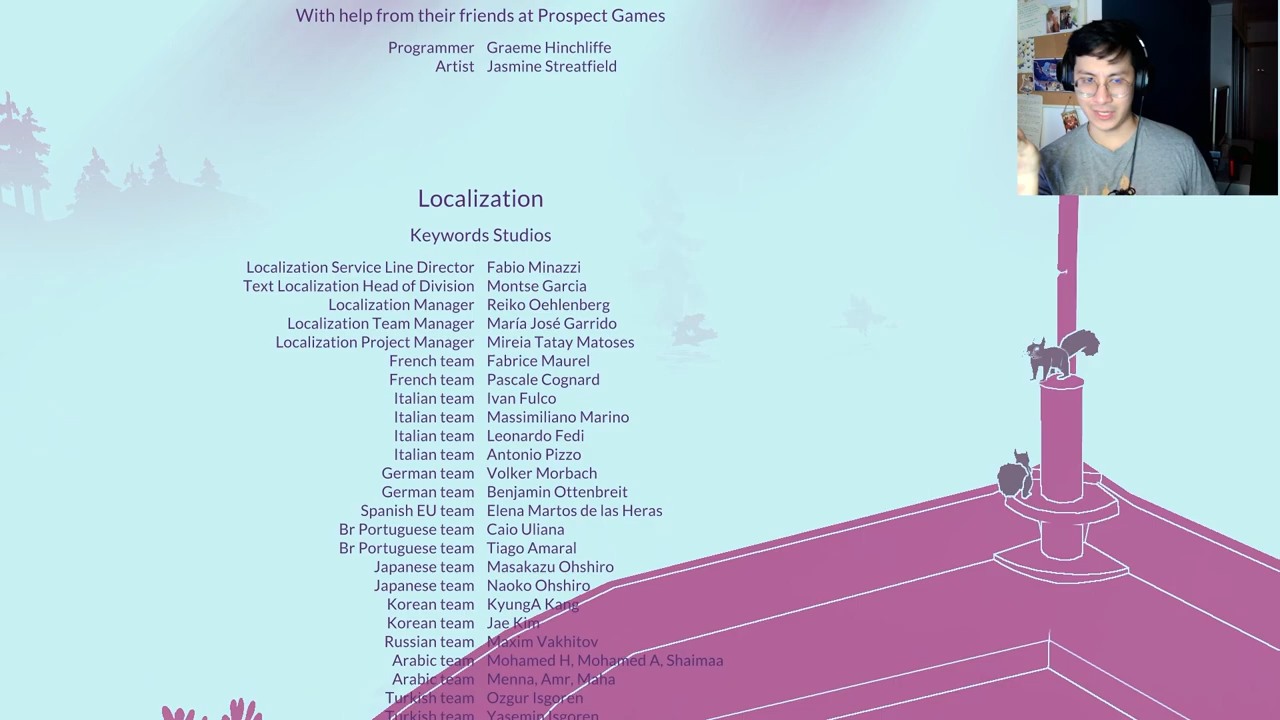 With help from their friends at Prospect Games
Programmer Graeme Hinchliffe
Artist Jasmine Streatfield
Localization
Keywords Studios
Localization Service Line Director Fabio Minazzi
Text Localization Head of Division Montse Garcia
Localization Manager Reiko Oehlenberg
Localization Team Manager María José Garrido
Localization Project Manager Mireia Tatay Matoses
French team Fabrice Maurel
French team Pascale Cognard
Italian team Ivan Fulco
Italian team Massimiliano Marino
Italian team Leonardo Fedi
Italian team Antonio Pizzo
German team Volker Morbach
German team Benjamin Ottenbreit
Spanish EU team Elena Martos de las Heras
Br Portuguese team Caio Uliana
Br Portuguese team Tiago Amaral
Japanese team Masakazu Ohshiro
Japanese team Naoko Ohshiro
Korean team KyungA Kang
Korean team Jae Kim
Russian team Maxim Vakhitov
Arabic team Mohamed H, Mohamed A, Shaimaa
Arabic team Menna, Amr, Maha
Turkish team Ozgur Isgoren
Turkish team Yasemin Isgoren